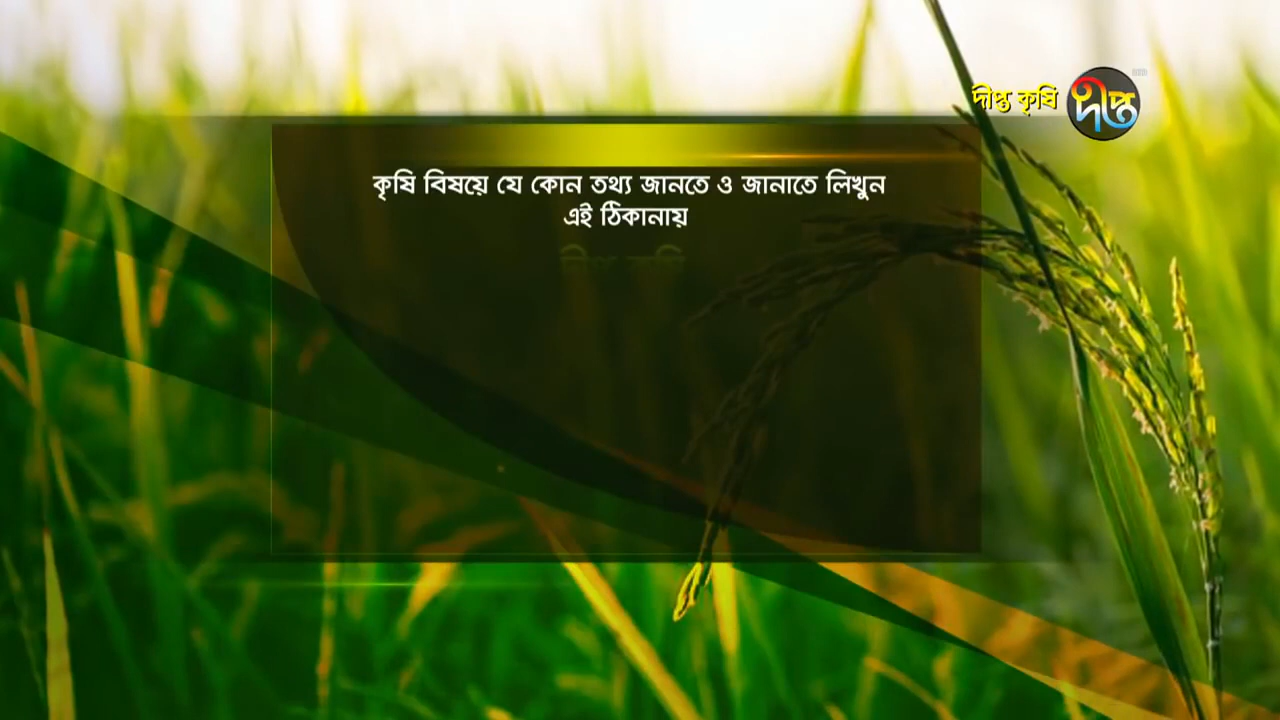 দীপ্ত কৃষি
দীপ্ত
কৃষি বিষয়ে যে কোন তথ্য জানতে ও জানাতে লিখুন
এই ঠিকানায়